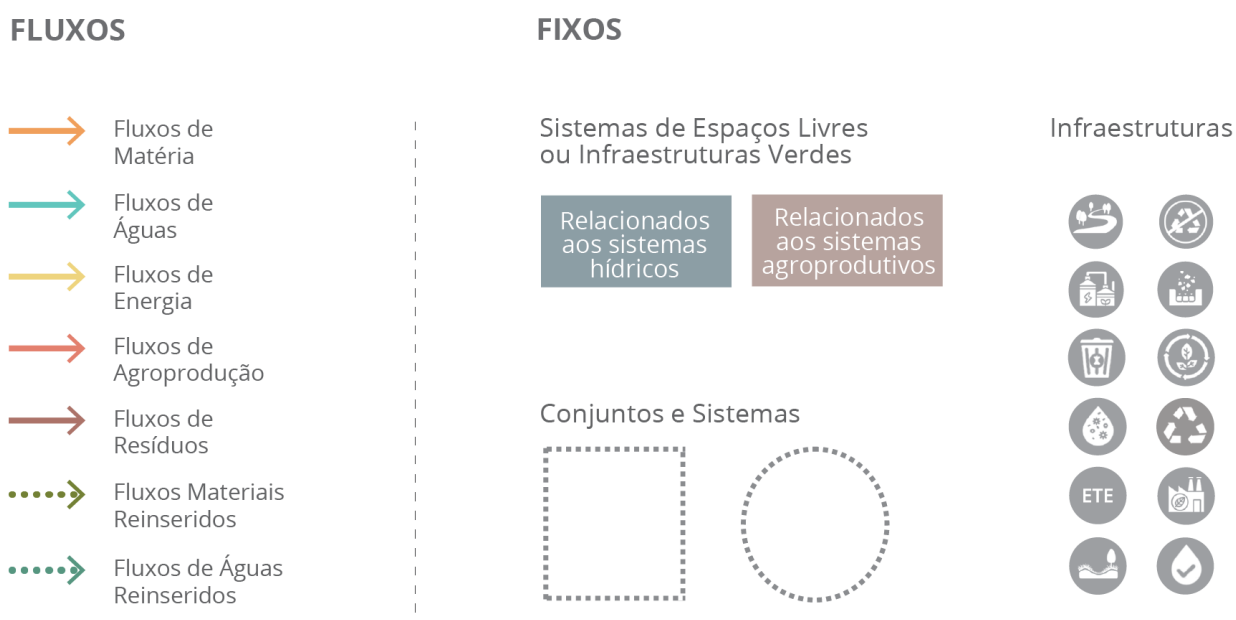 FLUXOS
Fluxos de
Matéria
Fluxos de
Águas
Fluxos de
Energia
Fluxos de
Agroprodução
Fluxos de
Resíduos
Fluxos Materiais
Reinseridos
Fluxos de Águas
Reinseridos
FIXOS
Sistemas de Espaços Livres
ou Infraestruturas Verdes
Relacionados
aos sistemas
hídricos
Relacionados
aos sistemas
agroprodutivos
Conjuntos e Sistemas
Infraestruturas
ETE